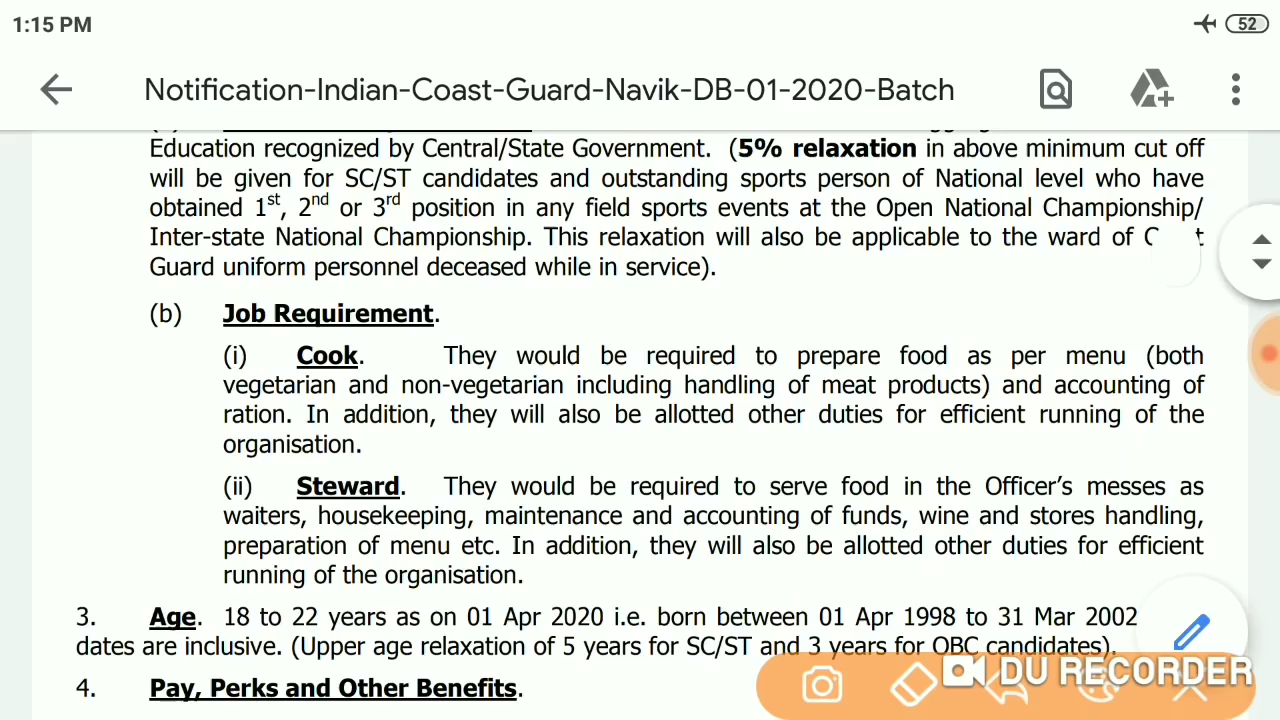 1:15 PM
52
Notification-Indian-Coast-Guard-Navik-DB-01-2020-Batch
Education recognized by Central/State Government. (5% relaxation in above minimum cut off
will be given for SC/ST candidates and outstanding sports person of National level who have
obtained 1st, 2nd or 3rd position in any field sports events at the Open National Championship/
Inter-state National Championship. This relaxation will also be applicable to the ward of
Guard uniform personnel deceased while in service).
(b) Job Requirement.
(i) Cook. They would be required to prepare food as per menu (both
vegetarian and non-vegetarian including handling of meat products) and accounting of
ration. In addition, they will also be allotted other duties for efficient running of the
organisation.
(ii) Steward. They would be required to serve food in the Officer's messes as
waiters, housekeeping, maintenance and accounting of funds, wine and stores handling,
preparation of menu etc. In addition, they will also be allotted other duties for efficient
running of the organisation.
3. Age. 18 to 22 years as on 01 Apr 2020 i.e. born between 01 Apr 1998 to 31 Mar 2002
dates are inclusive. (Upper age relaxation of 5 years for SC/ST and 3 years for OBC candidates).
DU RECORDER
4. Pay, Perks and Other Benefits.